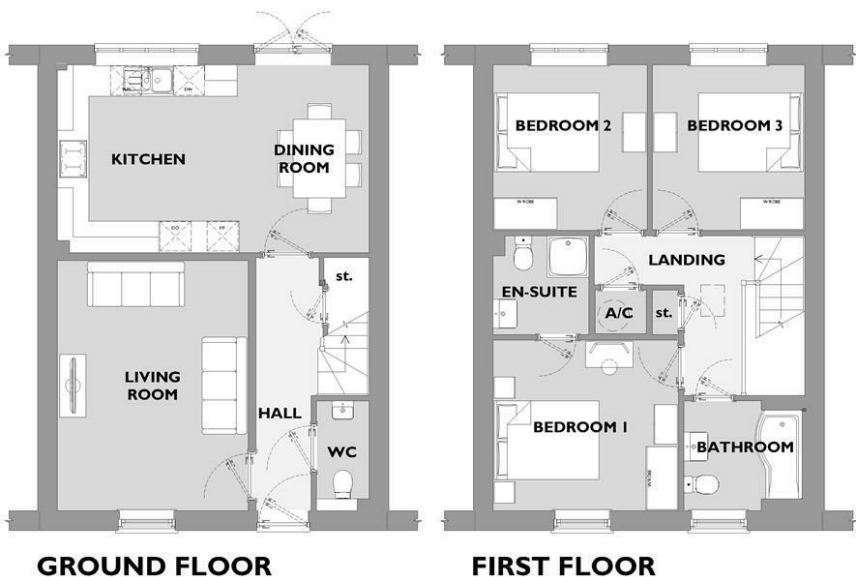 KITCHEN
DINING
ROOM
st.
LIVING
ROOM
HALL
WC
GROUND FLOOR
BEDROOM 2
BEDROOM 3
LANDING
EN-SUITE
A/C
st.
BEDROOM 1
BATHROOM
FIRST FLOOR